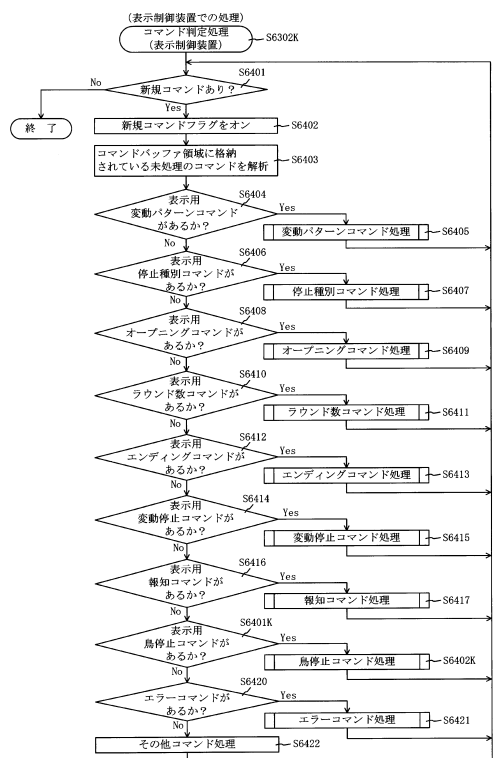 (表示制御装置での処理)
コマンド判定処理
(表示制御装置)
S6302K
S6401
新規コマンドあり？
No
Yes
終 了
新規コマンドフラグをオン
S6402
コマンドバッファ領域に格納
されている未処理のコマンドを解析
S6403
S6404
表示用
変動パターンコマンド
があるか？
Yes
No
変動パターンコマンド処理
S6405
S6406
表示用
停止種別コマンドが
あるか？
Yes
No
停止種別コマンド処理
S6407
S6408
表示用
オープニングコマンドが
あるか？
Yes
No
オープニングコマンド処理
S6409
S6410
表示用
ラウンド数コマンドが
あるか？
Yes
No
ラウンド数コマンド処理
S6411
S6412
表示用
エンディングコマンドが
あるか？
Yes
No
エンディングコマンド処理
S6413
S6414
表示用
変動停止コマンドが
あるか？
Yes
No
変動停止コマンド処理
S6415
S6416
表示用
報知コマンドが
あるか？
Yes
No
報知コマンド処理
S6417
S6401K
表示用
鳥停止コマンドが
あるか？
Yes
No
鳥停止コマンド処理
S6402K
S6420
エラーコマンドが
あるか？
Yes
No
エラーコマンド処理
S6421
その他コマンド処理
S6422